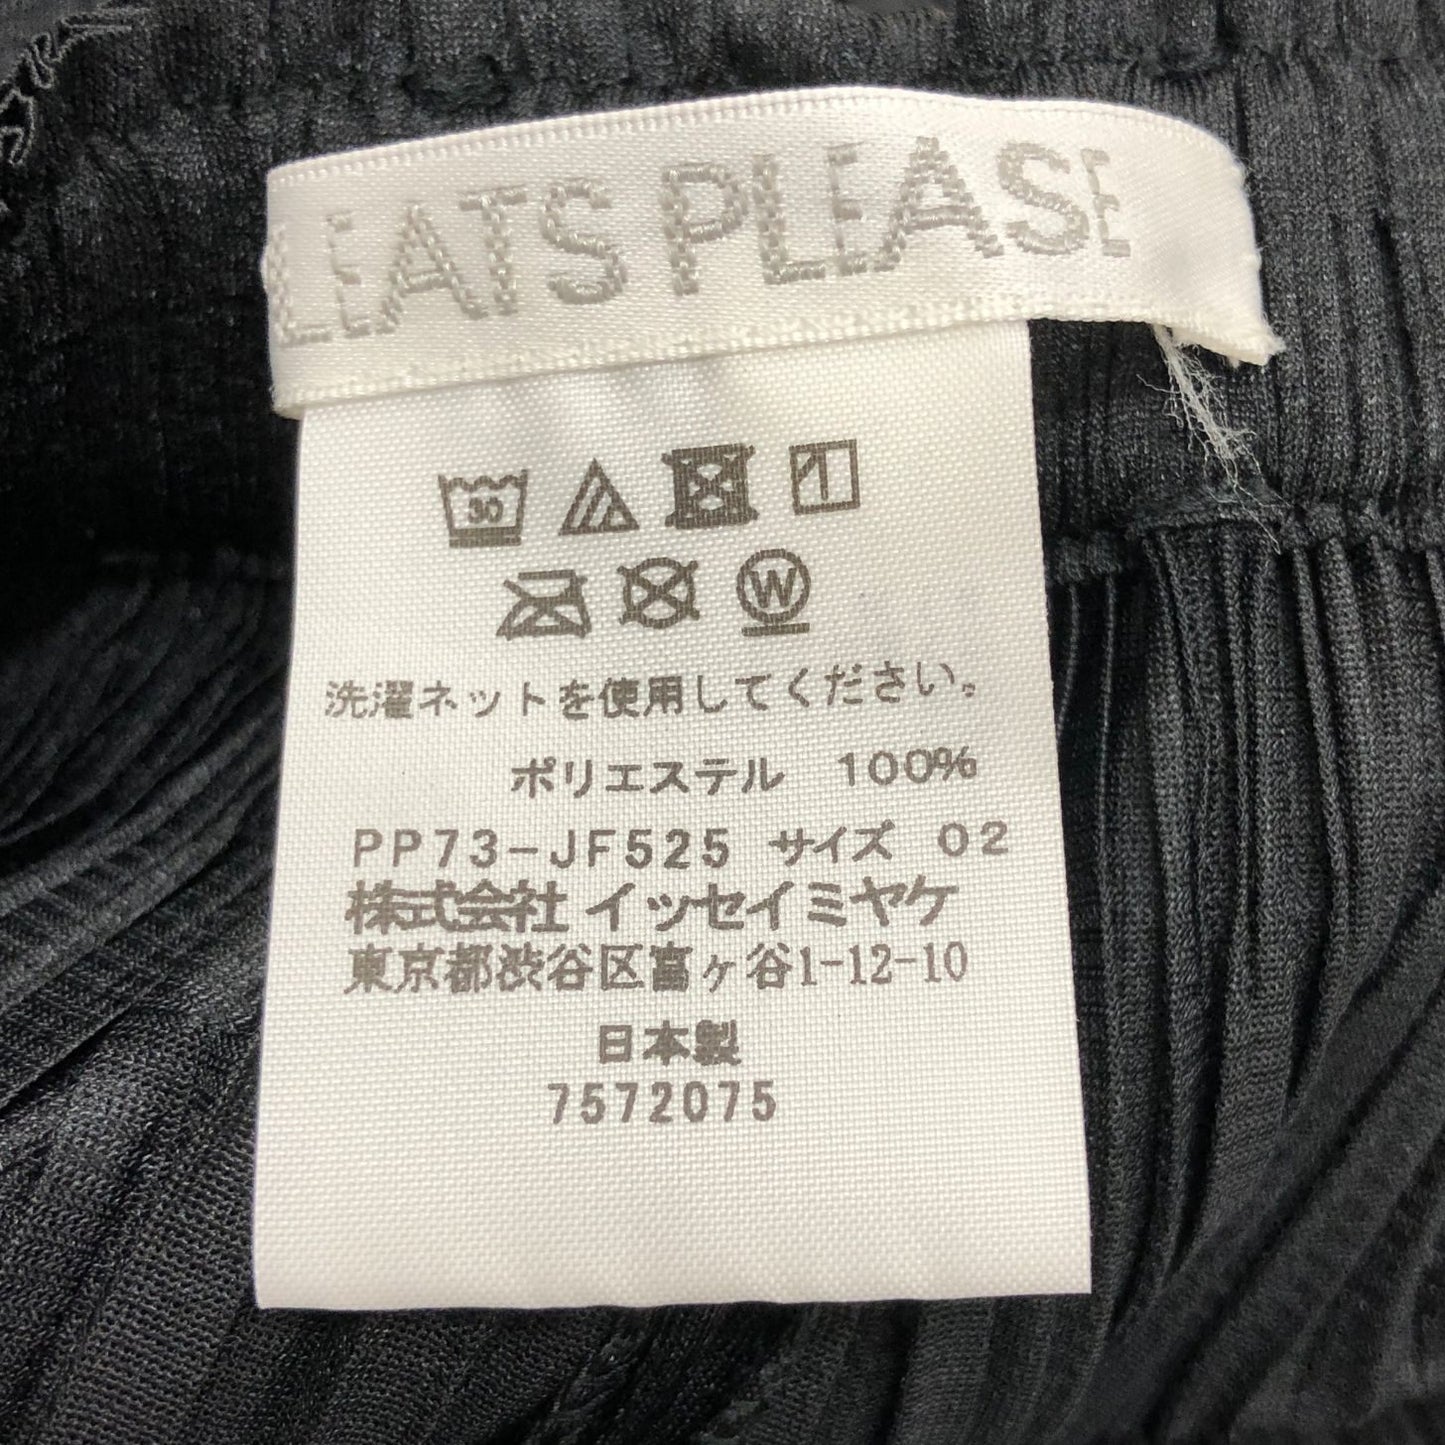 LEATS PLEASE
30
W
洗濯ネットを使用してください。
ポリエステル 100%
PP73-JF525 サイズ 02
株式会社 イッセイミヤケ
東京都渋谷区富ヶ谷1-12-10
日本製
7572075